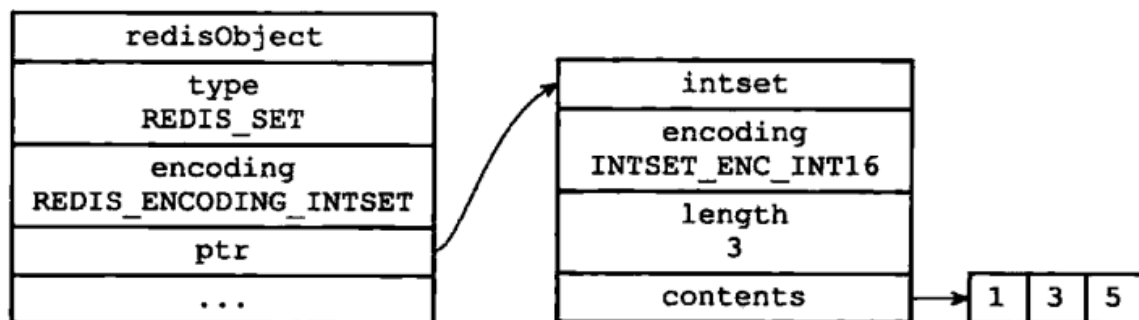 redisObject
type
REDIS_SET
encoding
REDIS_ENCODING_INTSET
ptr
...
intset
encoding
INTSET_ENC_INT16
length
3
contents
1 3 5